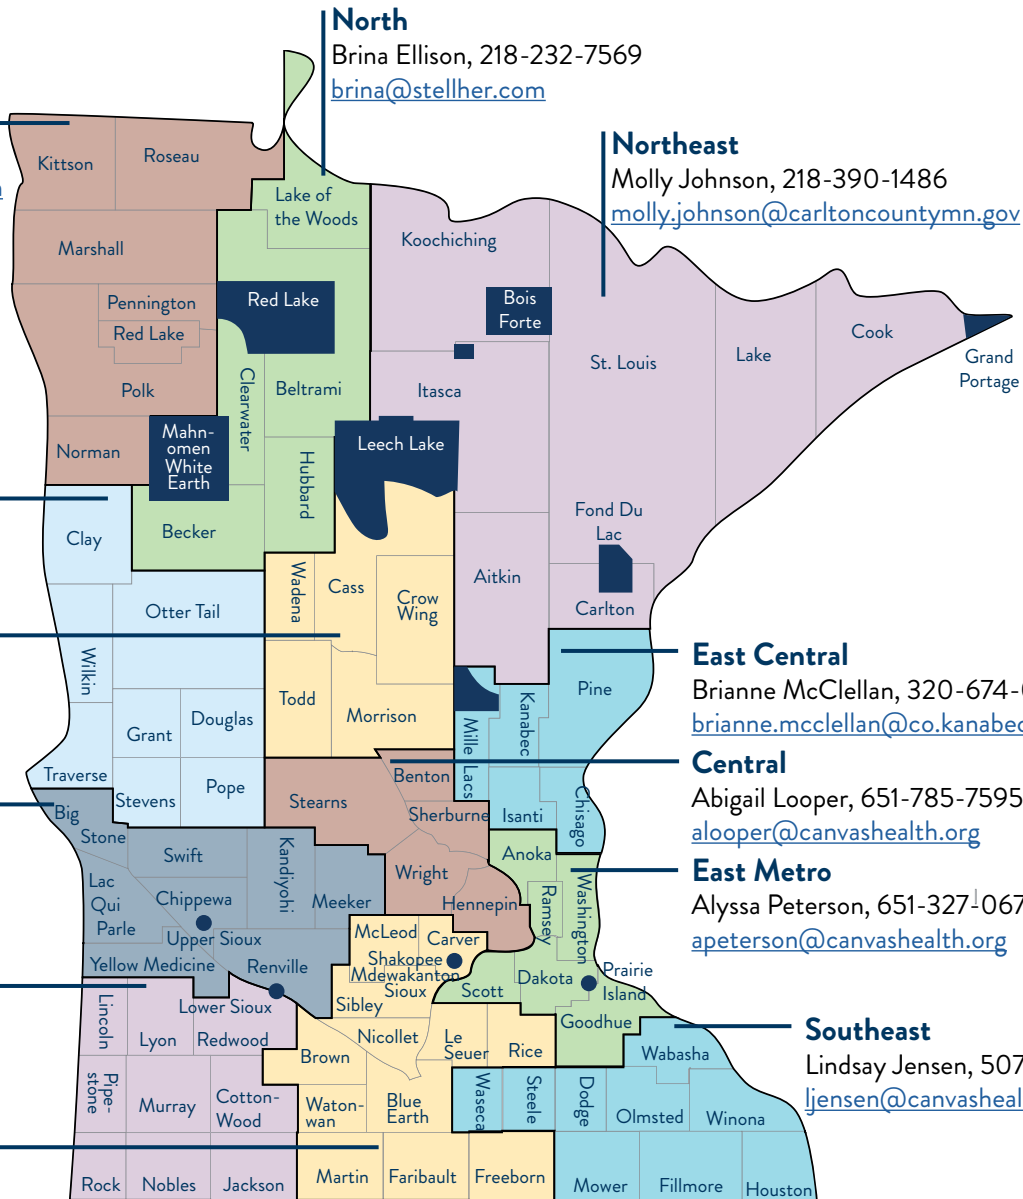 North
Brina Ellison, 218-232-7569
brina@stellher.com
Northeast
Molly Johnson, 218-390-1486
molly.johnson@carltoncountymn.gov
Kittson
Roseau
Lake of
the Woods
Marshall
Koochiching
Pennington
Red Lake
Red Lake
Bois
Forte
Polk
Clearwater
Beltrami
Itasca
St. Louis
Lake
Cook
Grand
Portage
Norman
Mahn-
omen
White
Earth
Hubbard
Leech Lake
Clay
Becker
Fond Du
Lac
Wadena
Cass
Crow
Wing
Aitkin
Carlton
Otter Tail
Wilkin
East Central
Brianne McClellan, 320-674-
brianne.mcclellan@co.kanabec
Todd
Morrison
Mille Lacs
Kanabec
Pine
Grant
Douglas
Central
Abigail Looper, 651-785-7595
alooper@canvashealth.org
Traverse
Stevens
Pope
Stearns
Benton
Sherburne
Isanti
Chisago
Big
Stone
Swift
Kandiyohi
Anoka
East Metro
Alyssa Peterson, 651-327-067
apeterson@canvashealth.org
Lac
Qui
Parle
Chippewa
Meeker
Wright
Hennepin
Ramsey
Washington
Upper Sioux
Yellow Medicine
Renville
McLeod
Carver
Shakopee
Mdewakanton
Sioux
Sibley
Scott
Dakota
Prairie
Island
Lower Sioux
Goodhue
Southeast
Lindsay Jensen, 507
ljensen@canvasheal
Lincoln
Lyon
Redwood
Brown
Nicollet
Le
Seuer
Rice
Wabasha
Pipe-
stone
Murray
Cotton-
Wood
Waton-
wan
Blue
Earth
Waseca
Steele
Dodge
Olmsted
Winona
Rock
Nobles
Jackson
Martin
Faribault
Freeborn
Mower
Fillmore
Houston